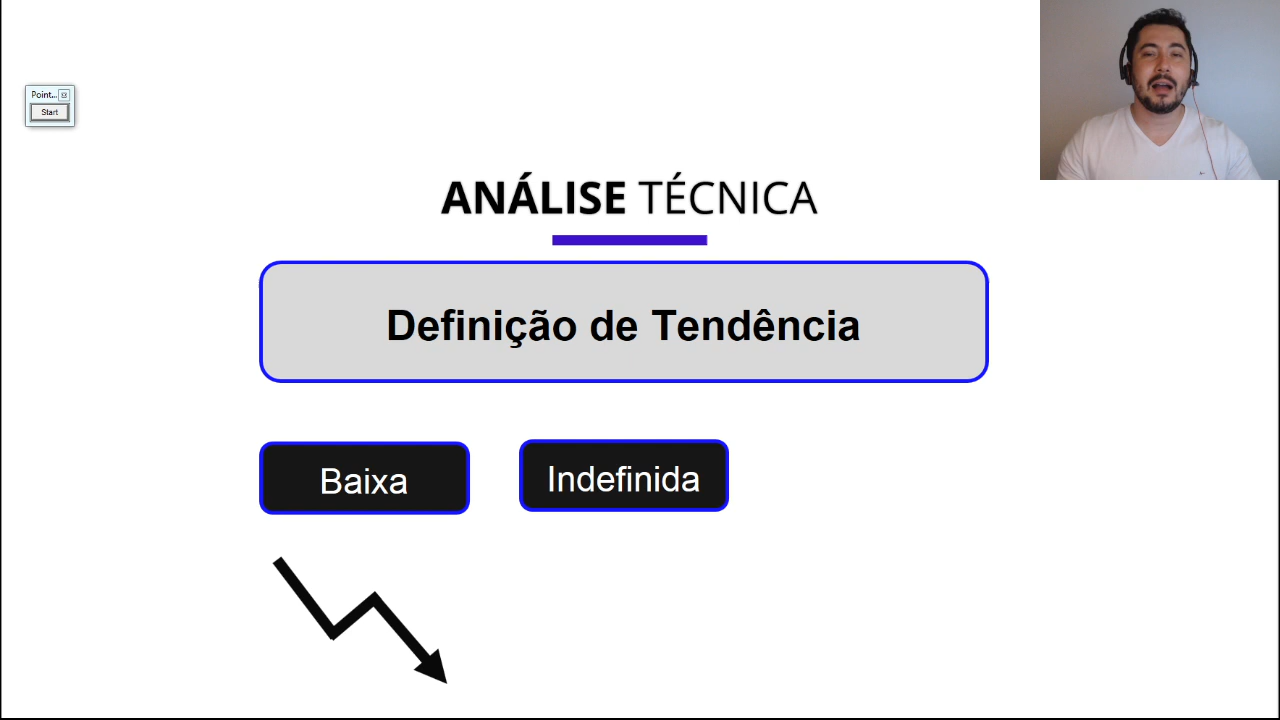 Point...
Start
ANÁLISE TÉCNICA
Definição de Tendência
Baixa
Indefinida